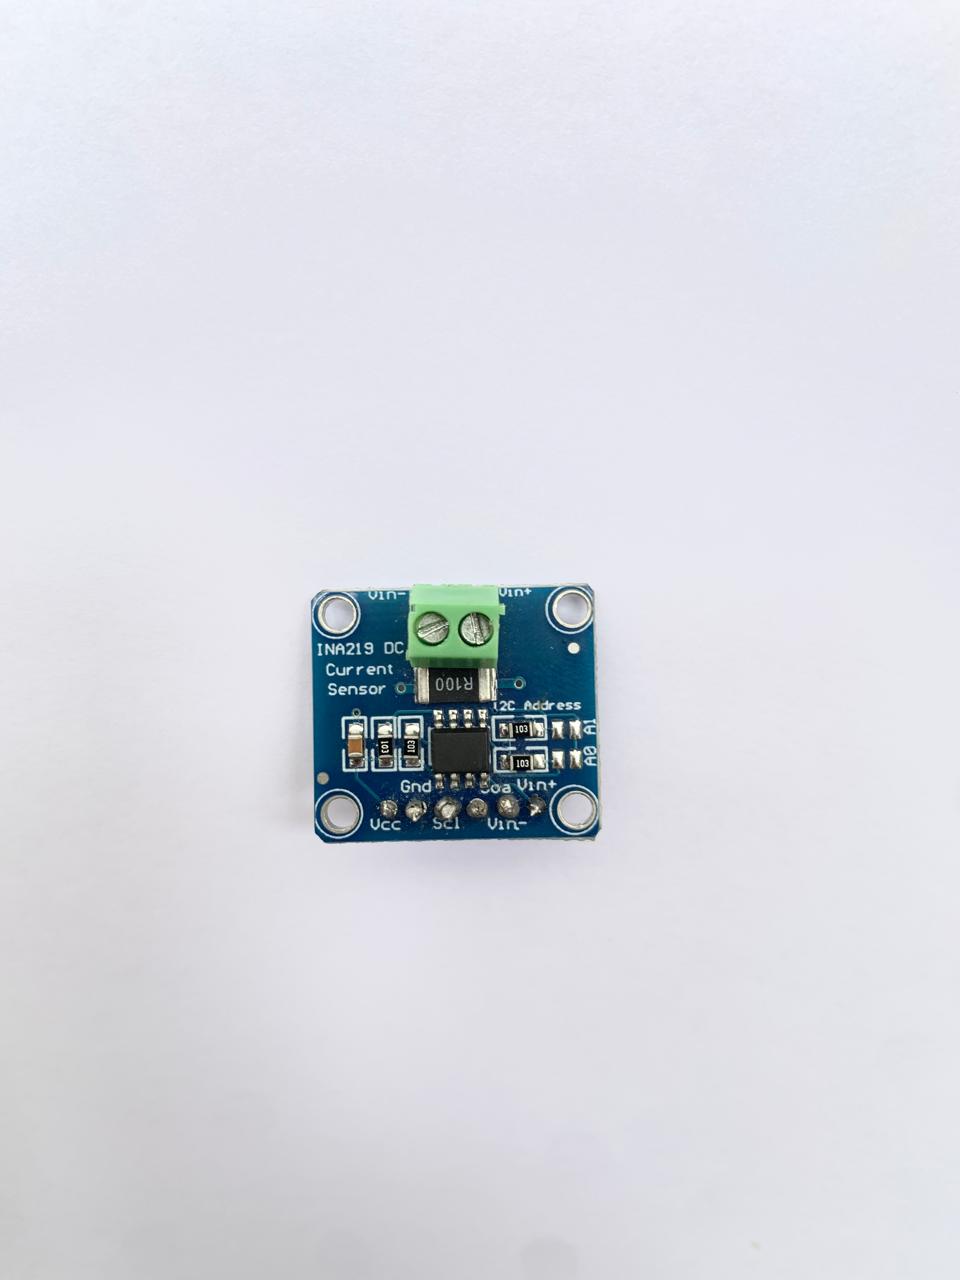 Vin- Vin+
INA219 DC
Current
Sensor
R100
I2C Address
A1
A0
103
103
103
103
Gnd Sda Vin+
Vcc Scl Vin-